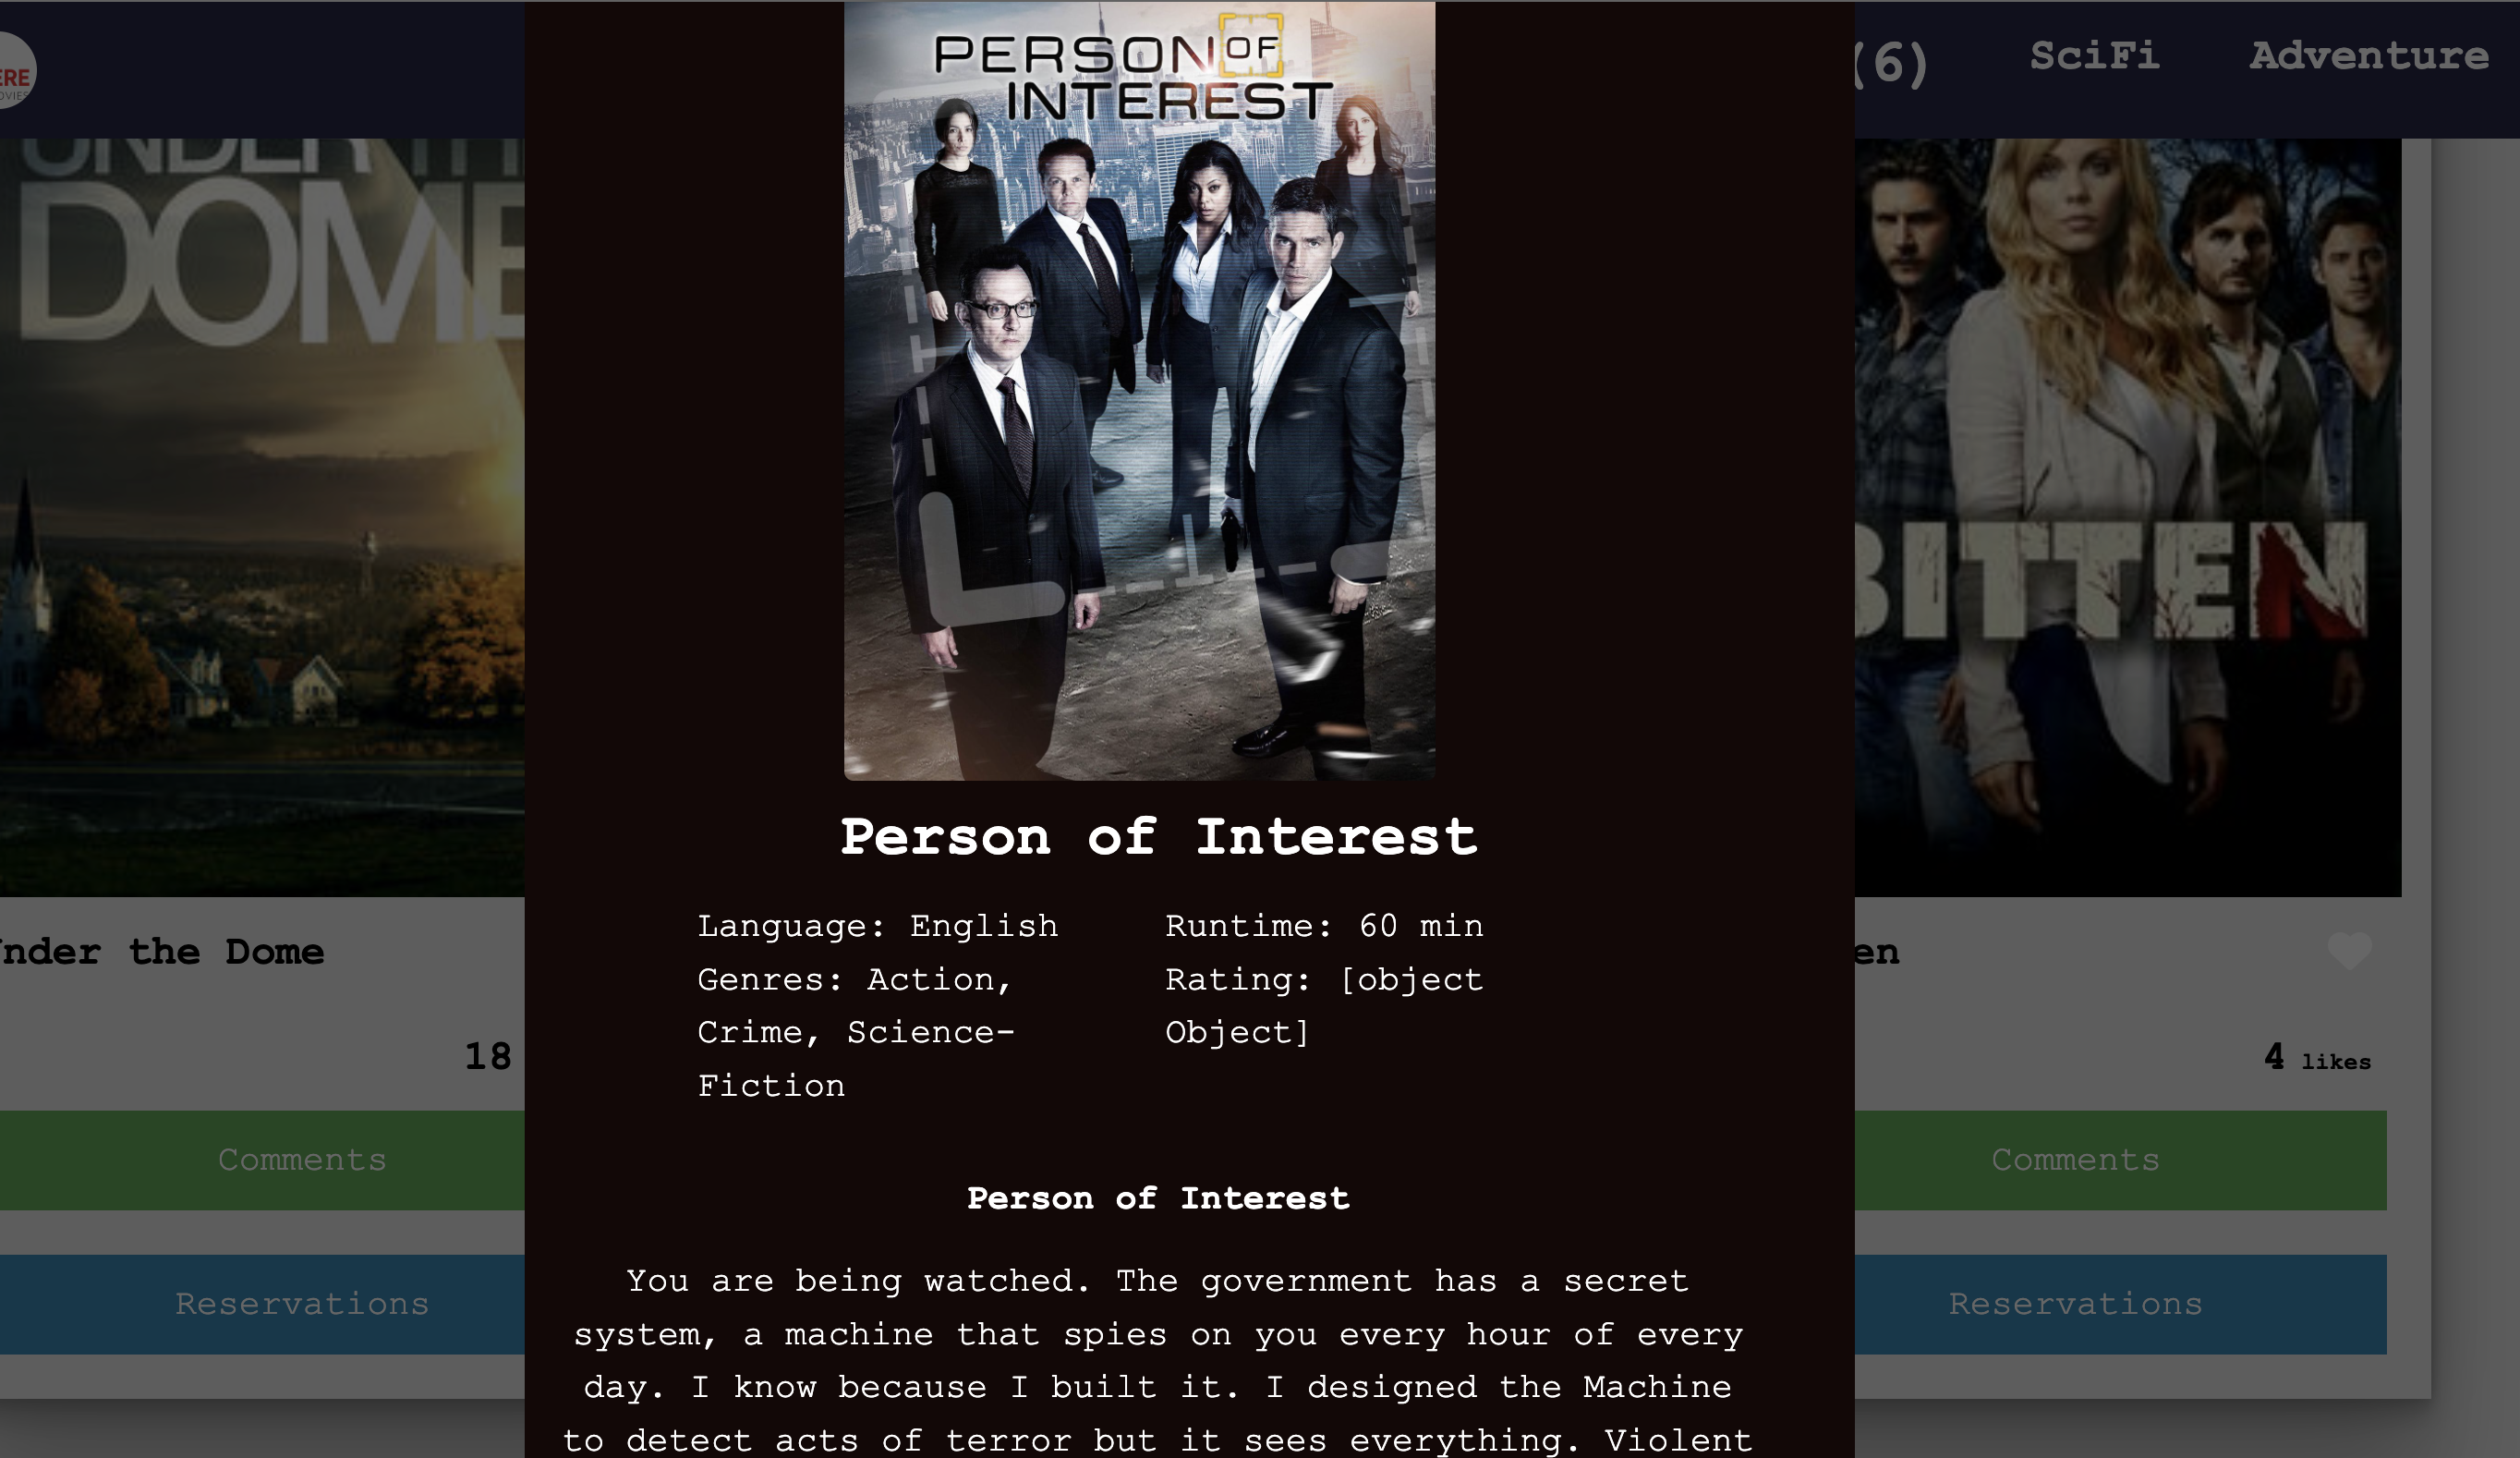 ERE
OVIES
(6)
SciFi
Adventure
UNDER TH
DOME
PERSON OF
INTEREST
BITTEN
Person of Interest
Language: English
Genres: Action,
Crime, Science-
Fiction
Runtime: 60 min
Rating: [object
Object]
Person of Interest
You are being watched. The government has a secret
system, a machine that spies on you every hour of every
day. I know because I built it. I designed the Machine
to detect acts of terror but it sees everything. Violent
nder the Dome
18
Comments
Reservations
en
4 likes
Comments
Reservations